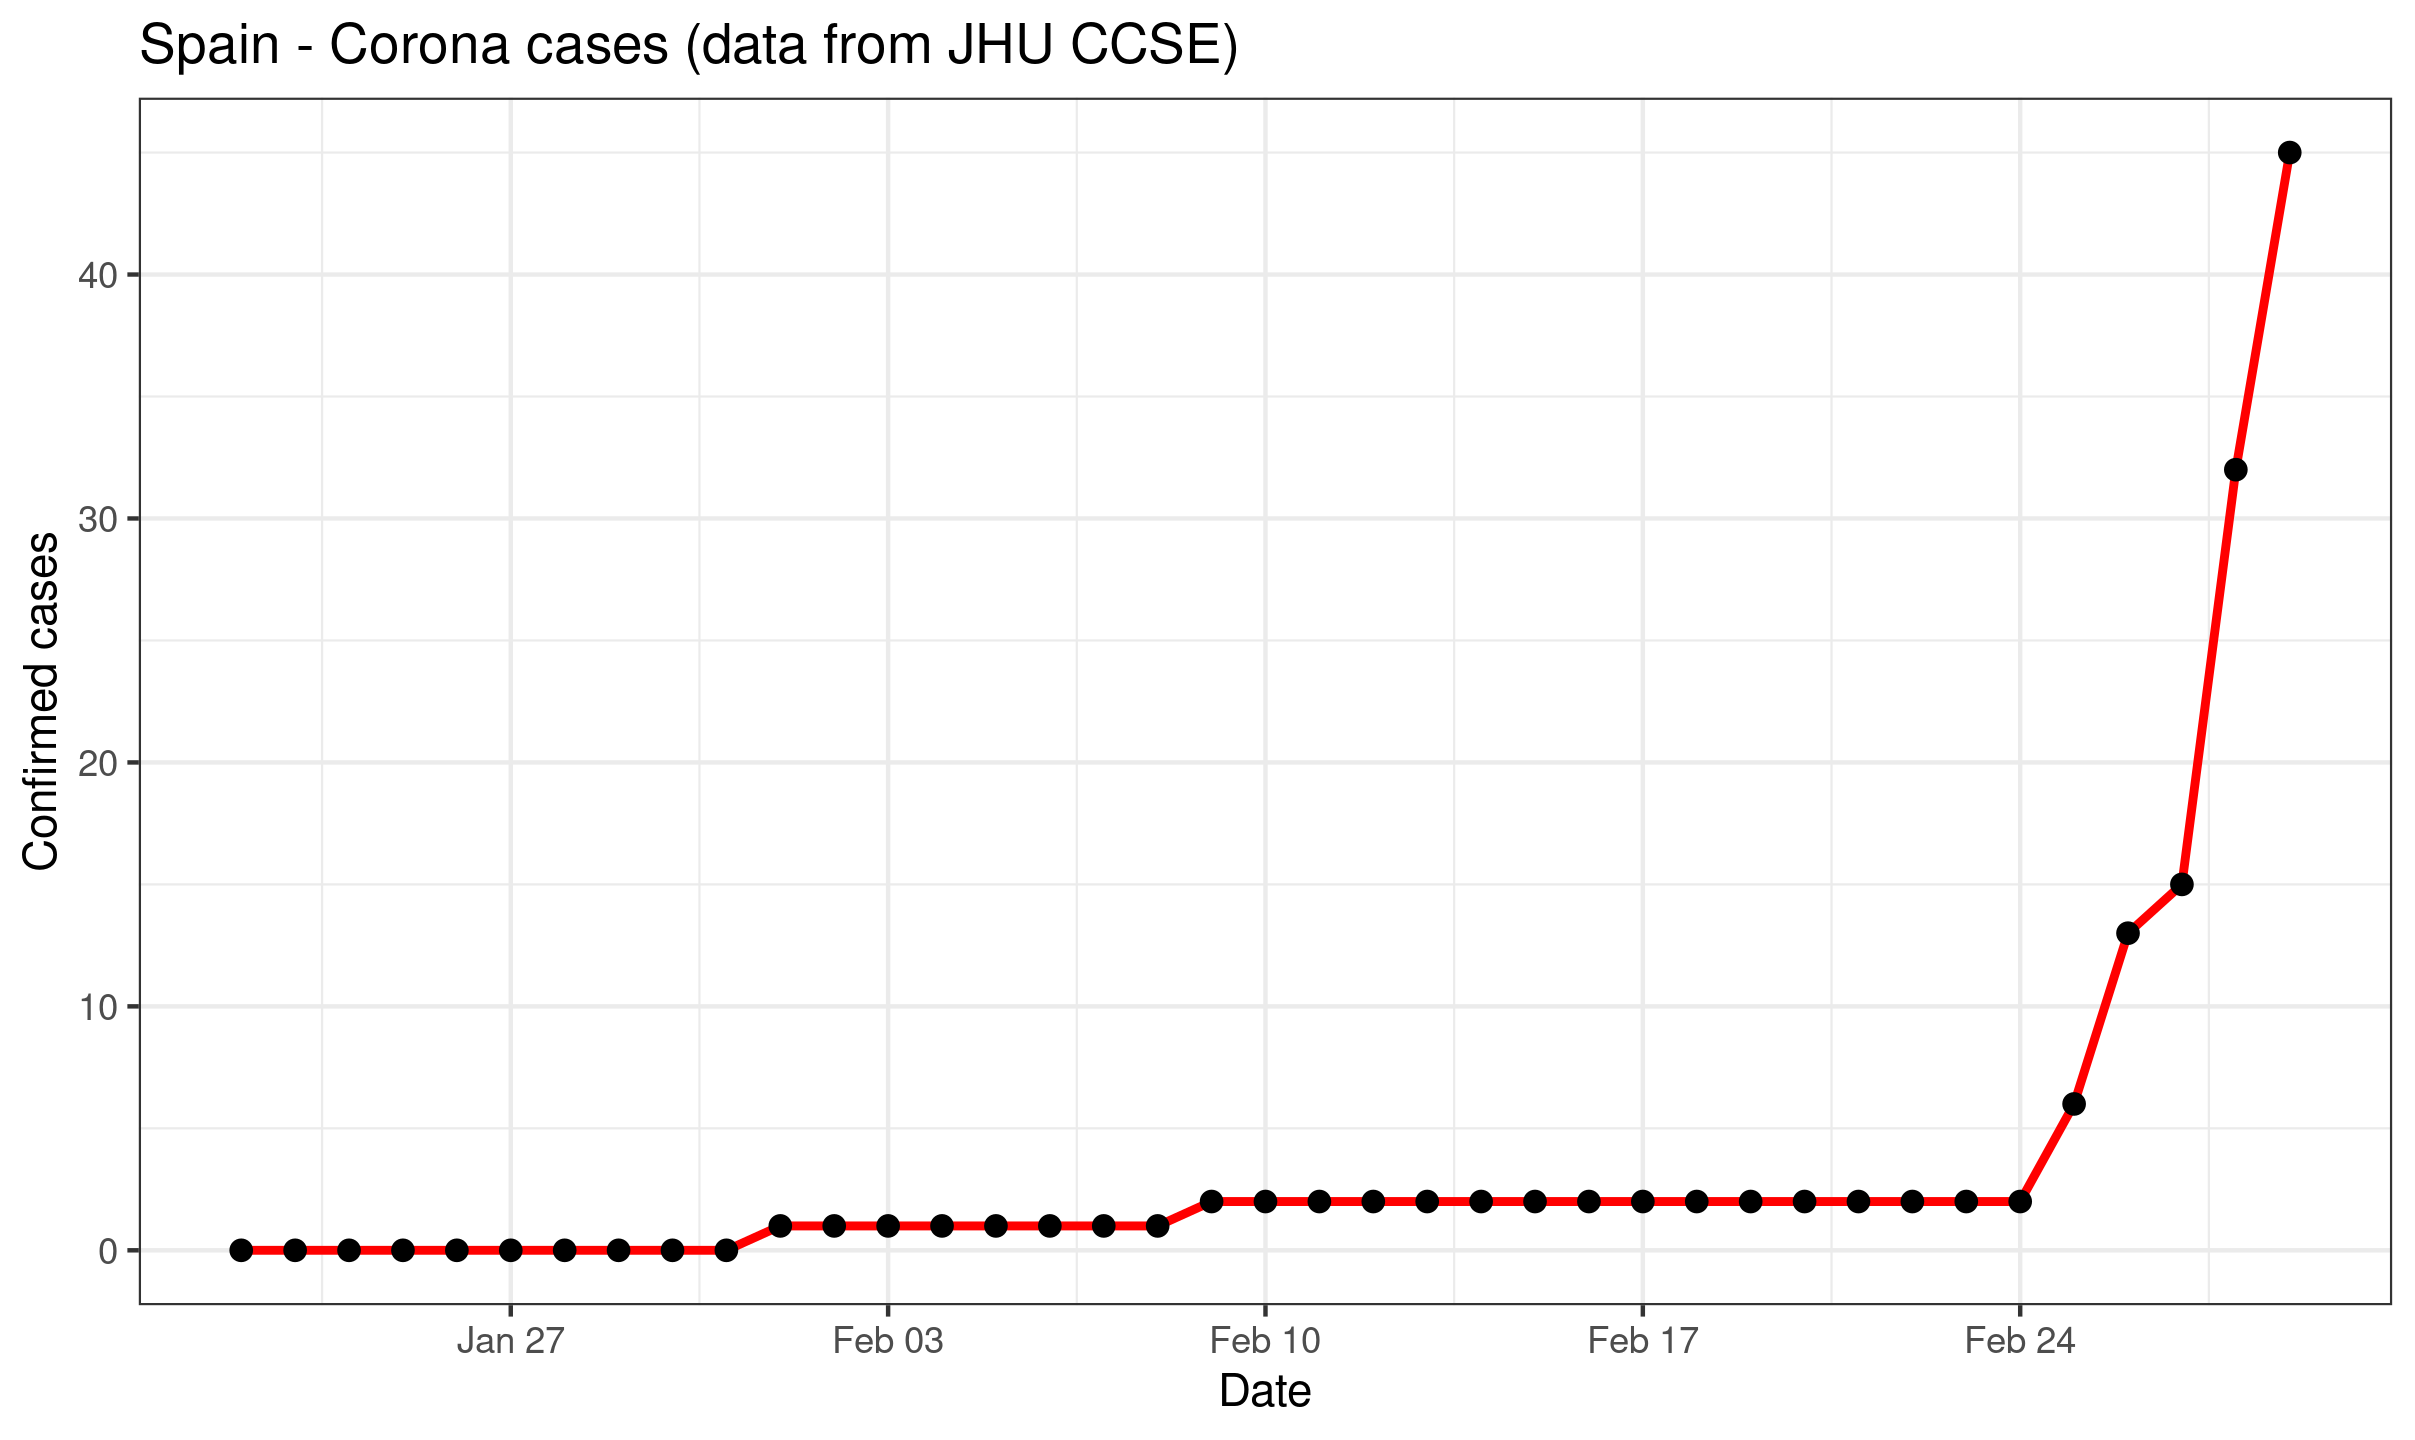 Spain - Corona cases (data from JHU CCSE)
Confirmed cases
40
30
20
10
0
Jan 27 Feb 03 Feb 10 Feb 17 Feb 24
Date